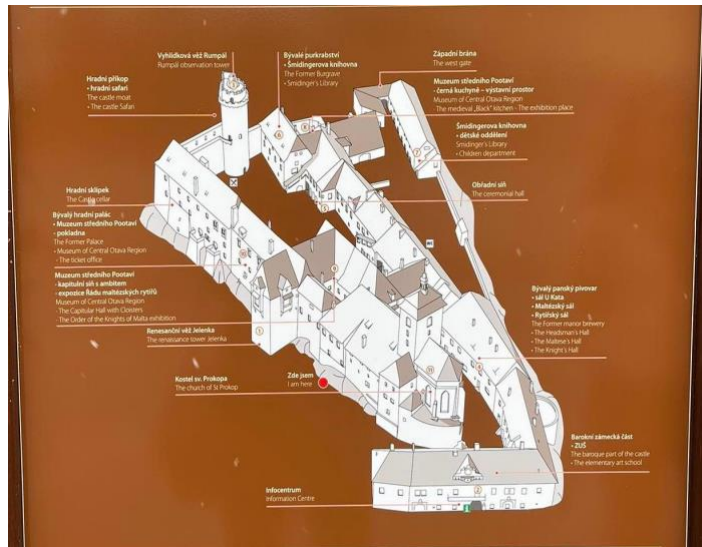 Vyhlídková věž Rumpál
Rumpál observation tower
Bývalé purkrabství
• Šmidingerova knihovna
The Former Burgrave
• Smidinger's Library
Západní brána
The west gate
Hradní příkop
• hradní safari
The castle moat
• The castle Safari
Muzeum středního Pootaví
- černá kuchyně – výstavní prostor
Museum of Central Otava Region
- The medieval „Black" kitchen - The exhibition place
Šmidingerova knihovna
• dětské oddělení
Smidinger's Library
• Children department
Hradní sklípek
The Castle cellar
Obřadní síň
The ceremonial hall
Bývalý hradní palác
• Muzeum středního Pootaví
- pokladna
The Former Palace
• Museum of Central Otava Region
- The ticket office
Muzeum středního Pootaví
- kapitulní síň s ambitem
- expozice Řádu maltézských rytířů
Museum of Central Otava Region
- The Capitular Hall with Cloisters
- The Order of the Knights of Malta exhibition
Bývalý panský pivovar
• sál U Kata
Maltézský sál
• Rytířský sál
The Former manor brewery
• The Headsman's Hall
• The Maltese's Hall
• The Knight's Hall
Renesanční věž Jelenka
The renaissance tower Jelenka
Kostel sv. Prokopa
The church of St Prokop
Zde jsem
I am here
Barokní zámecká část
• ZUŠ
The baroque part of the castle
• The elementary art school
Infocentrum
Information Centre